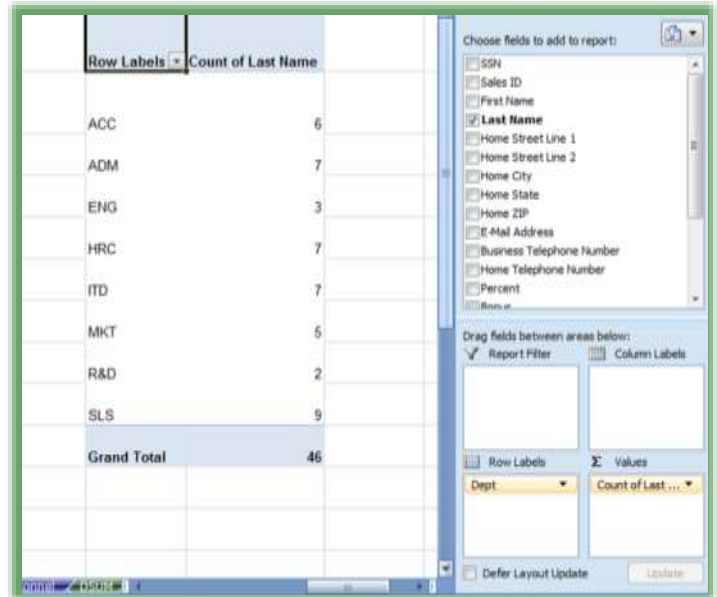 Row Labels Count of Last Name
ACC 6
ADM 7
ENG 3
HRC 7
ITD 7
MKT 5
R&D 2
SLS 9
Grand Total 46
DSUM
Choose fields to add to report:
SSN
Sales ID
First Name
Last Name
Home Street Line 1
Home Street Line 2
Home City
Home State
Home ZIP
E-Mail Address
Business Telephone Number
Home Telephone Number
Percent
Bonus
Drag fields between areas below:
Report Filter Column Labels
Row Labels Σ Values
Dept Count of Last ...
Defer Layout Update Update